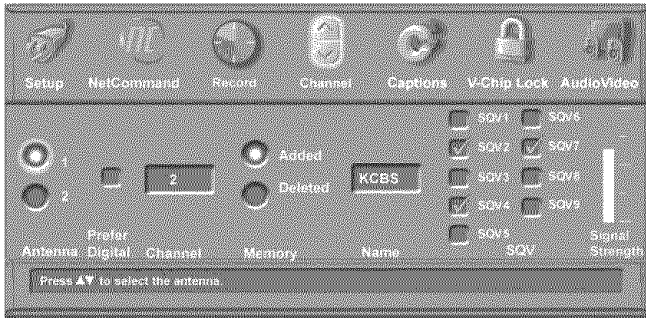 Setup NetCommand Record Channel Captions V-Chip Lock AudioVideo
SQV1 SQV6
1 Added SQV2 SQV7
2 KCBS SQV3 SQV8
2 Deleted SQV4 SQV9
SQV5
Antenna Prefer Digital Channel Memory Name SQV Signal Strength
Press ▲▼ to select the antenna.